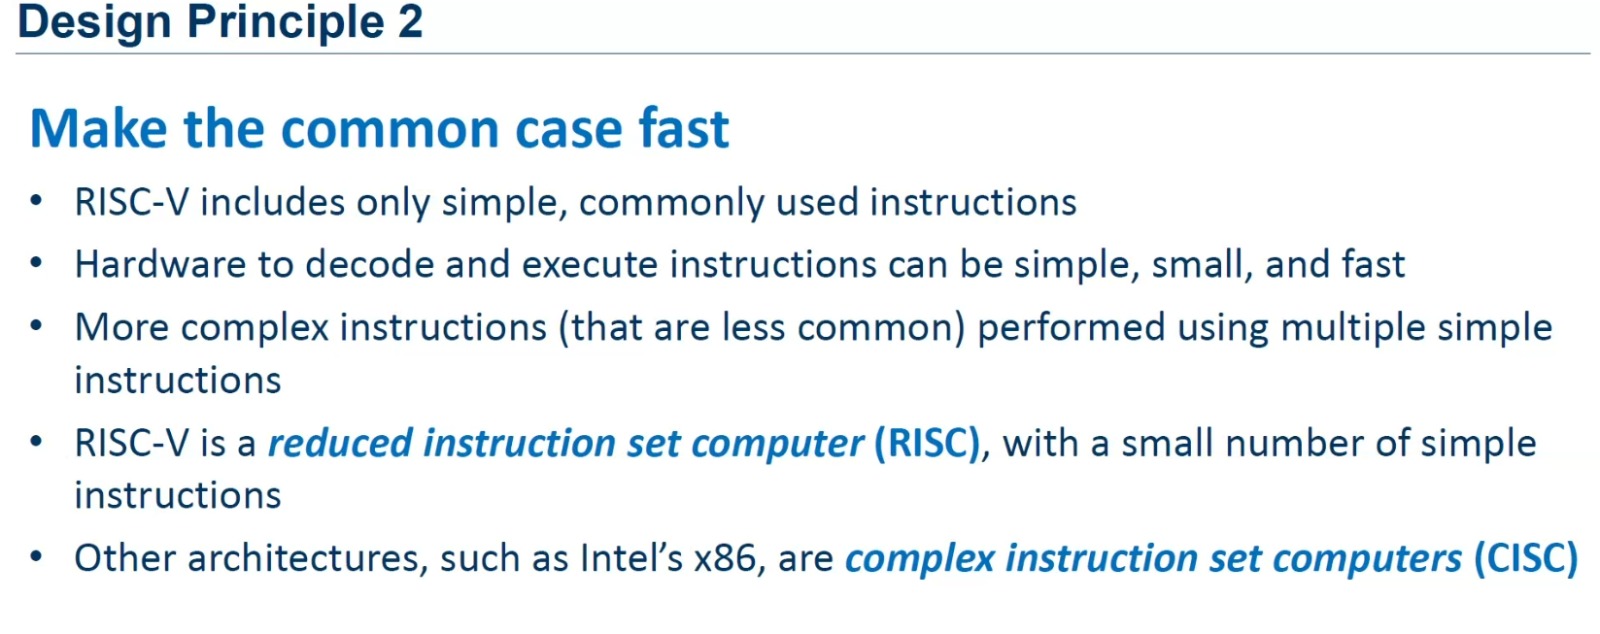 Design Principle 2
Make the common case fast
• RISC-V includes only simple, commonly used instructions
• Hardware to decode and execute instructions can be simple, small, and fast
• More complex instructions (that are less common) performed using multiple simple
instructions
• RISC-V is a reduced instruction set computer (RISC), with a small number of simple
instructions
• Other architectures, such as Intel’s x86, are complex instruction set computers (CISC)